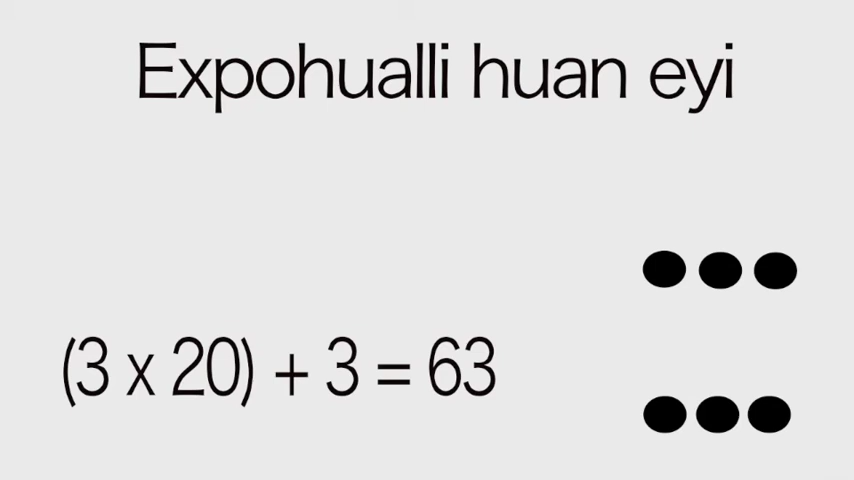 Expohualli huan eyi
(3 x 20) + 3 = 63